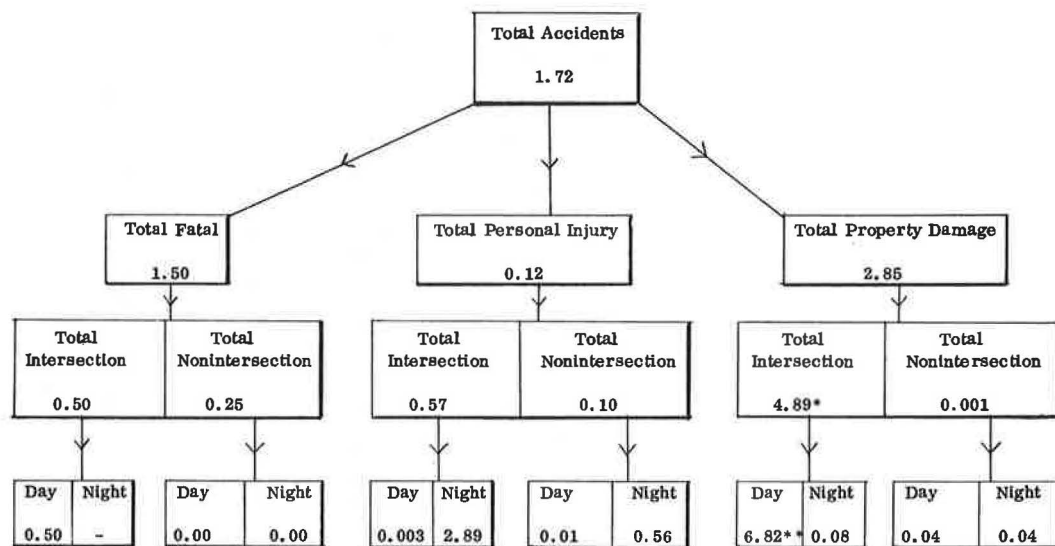 Total Accidents
1.72
Total Fatal
1.50
Total Personal Injury
0.12
Total Property Damage
2.85
Total
Intersection
0.50
Total
Nonintersection
0.25
Total
Intersection
0.57
Total
Nonintersection
0.10
Total
Intersection
4.89*
Total
Nonintersection
0.001
Day Night
0.50 -
Day Night
0.00 0.00
Day Night
0.003 2.89
Day Night
0.01 0.56
Day Night
6.82** 0.08
Day Night
0.04 0.04